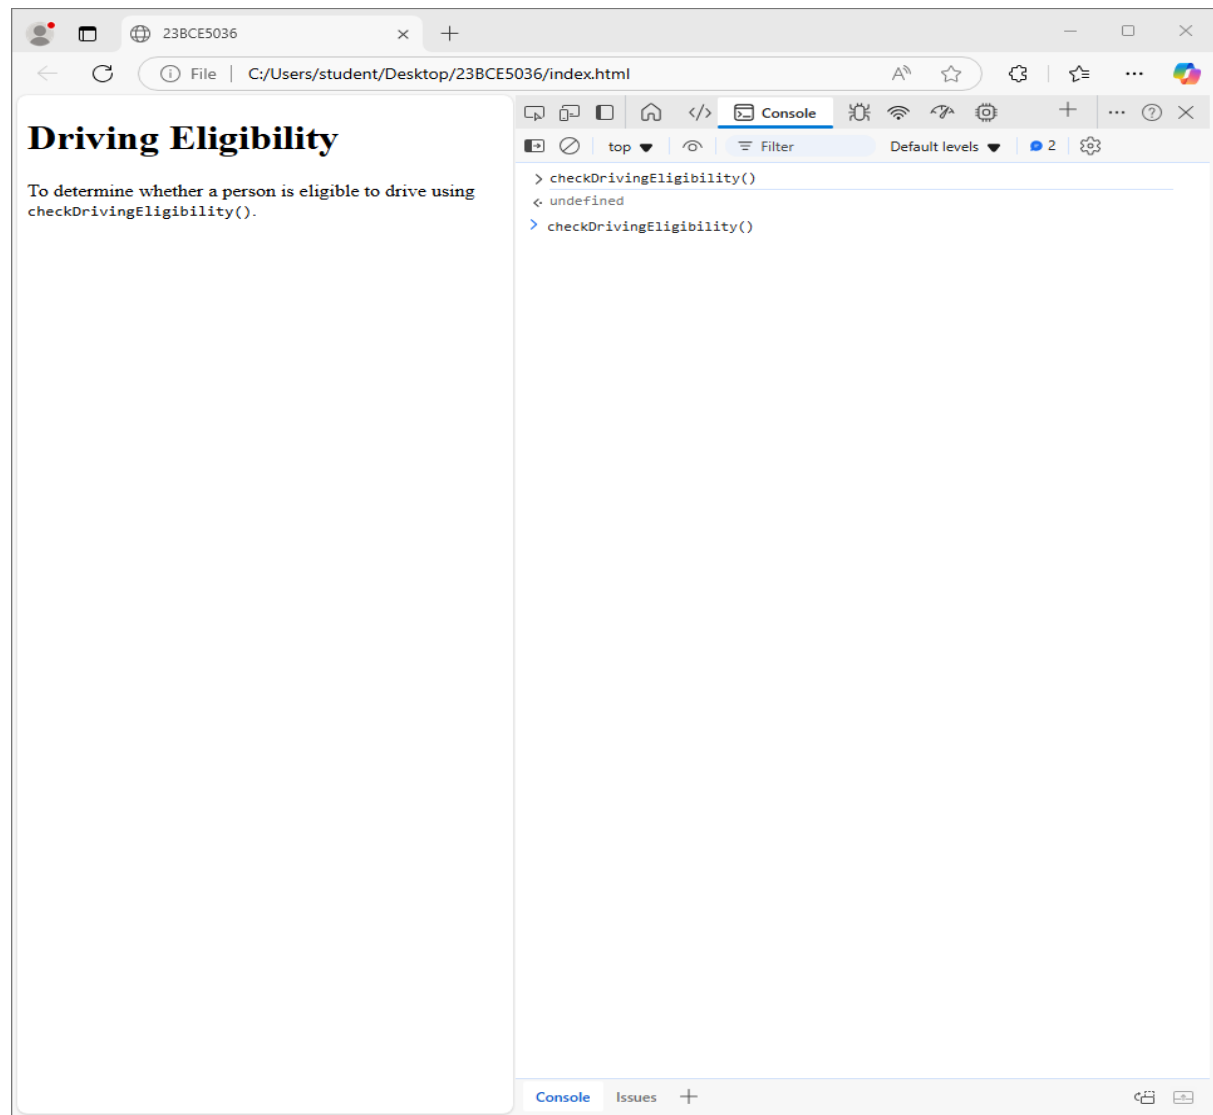 23BCE5036
File
C:/Users/student/Desktop/23BCE5036/index.html
Driving Eligibility
To determine whether a person is eligible to drive using
checkDrivingEligibility().
Console
top
Filter
Default levels
2
checkDrivingEligibility()
undefined
checkDrivingEligibility()
Console
Issues